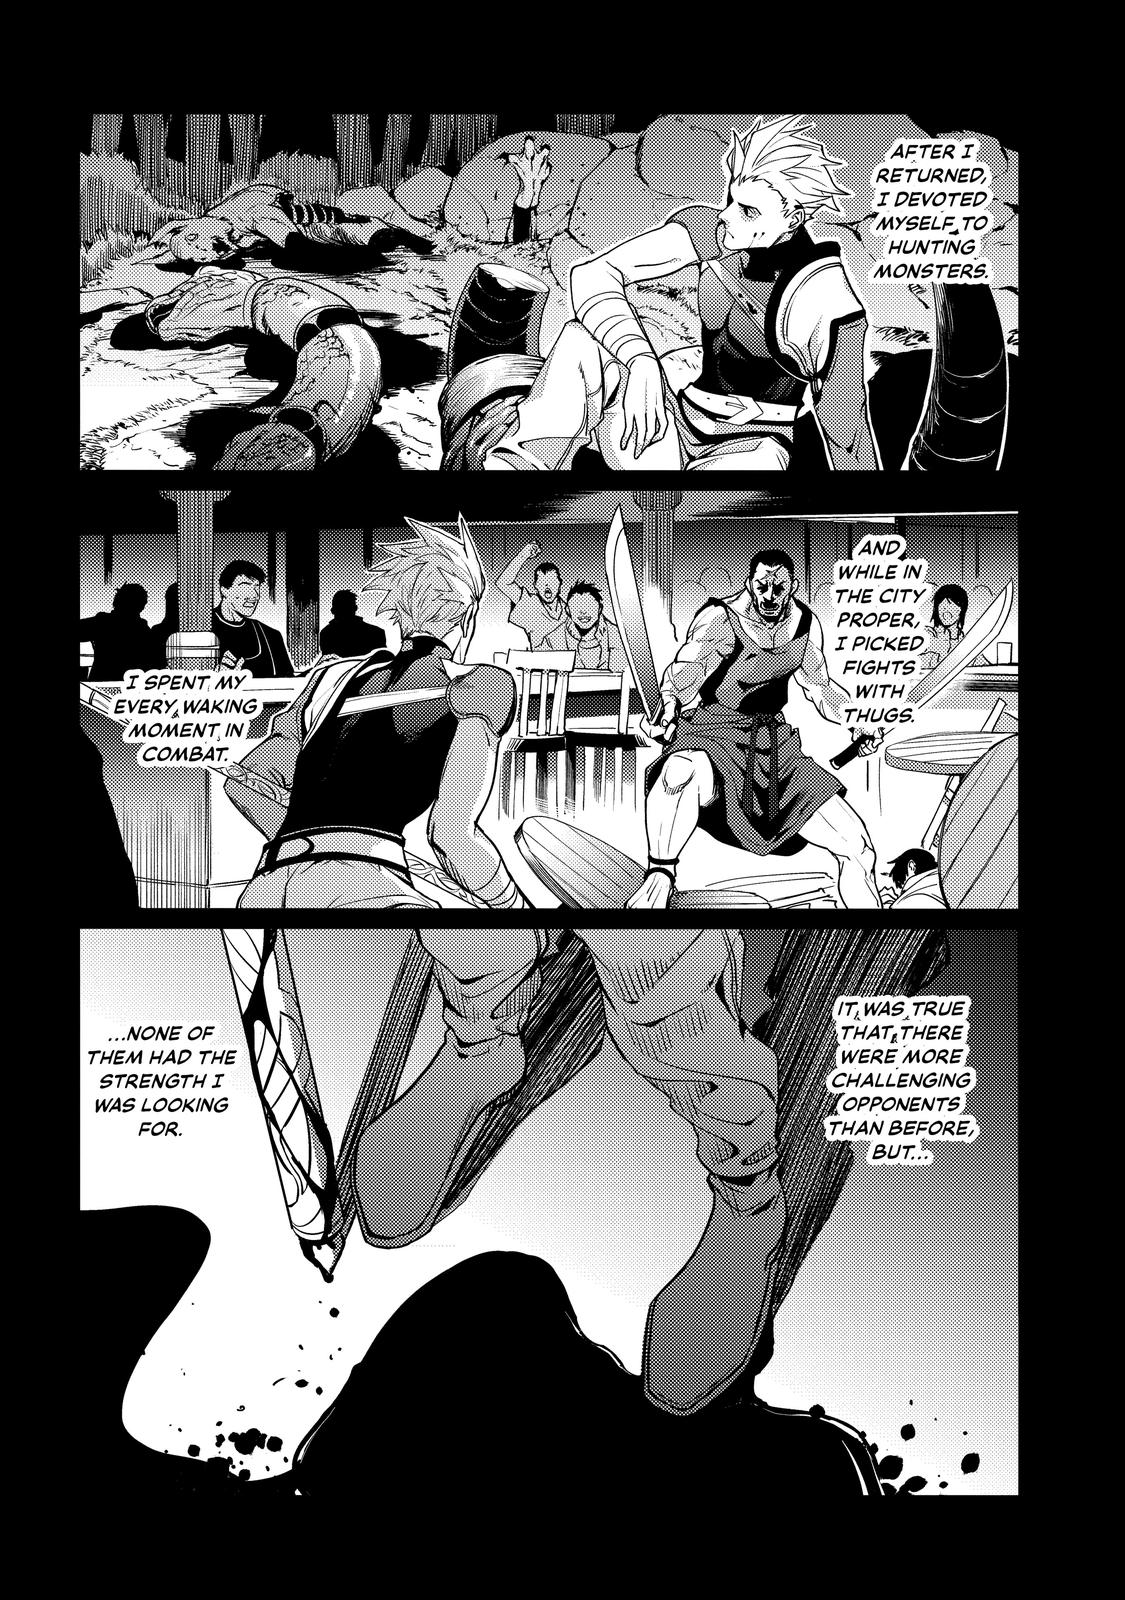 AFTER I
RETURNED,
I DEVOTED
MYSELF TO
HUNTING
MONSTERS.
AND
WHILE IN
THE CITY
PROPER,
I PICKED
FIGHTS
WITH
THUGS.
I SPENT MY
EVERY WAKING
MOMENT IN
COMBAT.
IT WAS TRUE
THAT THERE
WERE MORE
CHALLENGING
OPPONENTS
THAN BEFORE,
BUT...
...NONE OF
THEM HAD THE
STRENGTH I
WAS LOOKING
FOR.